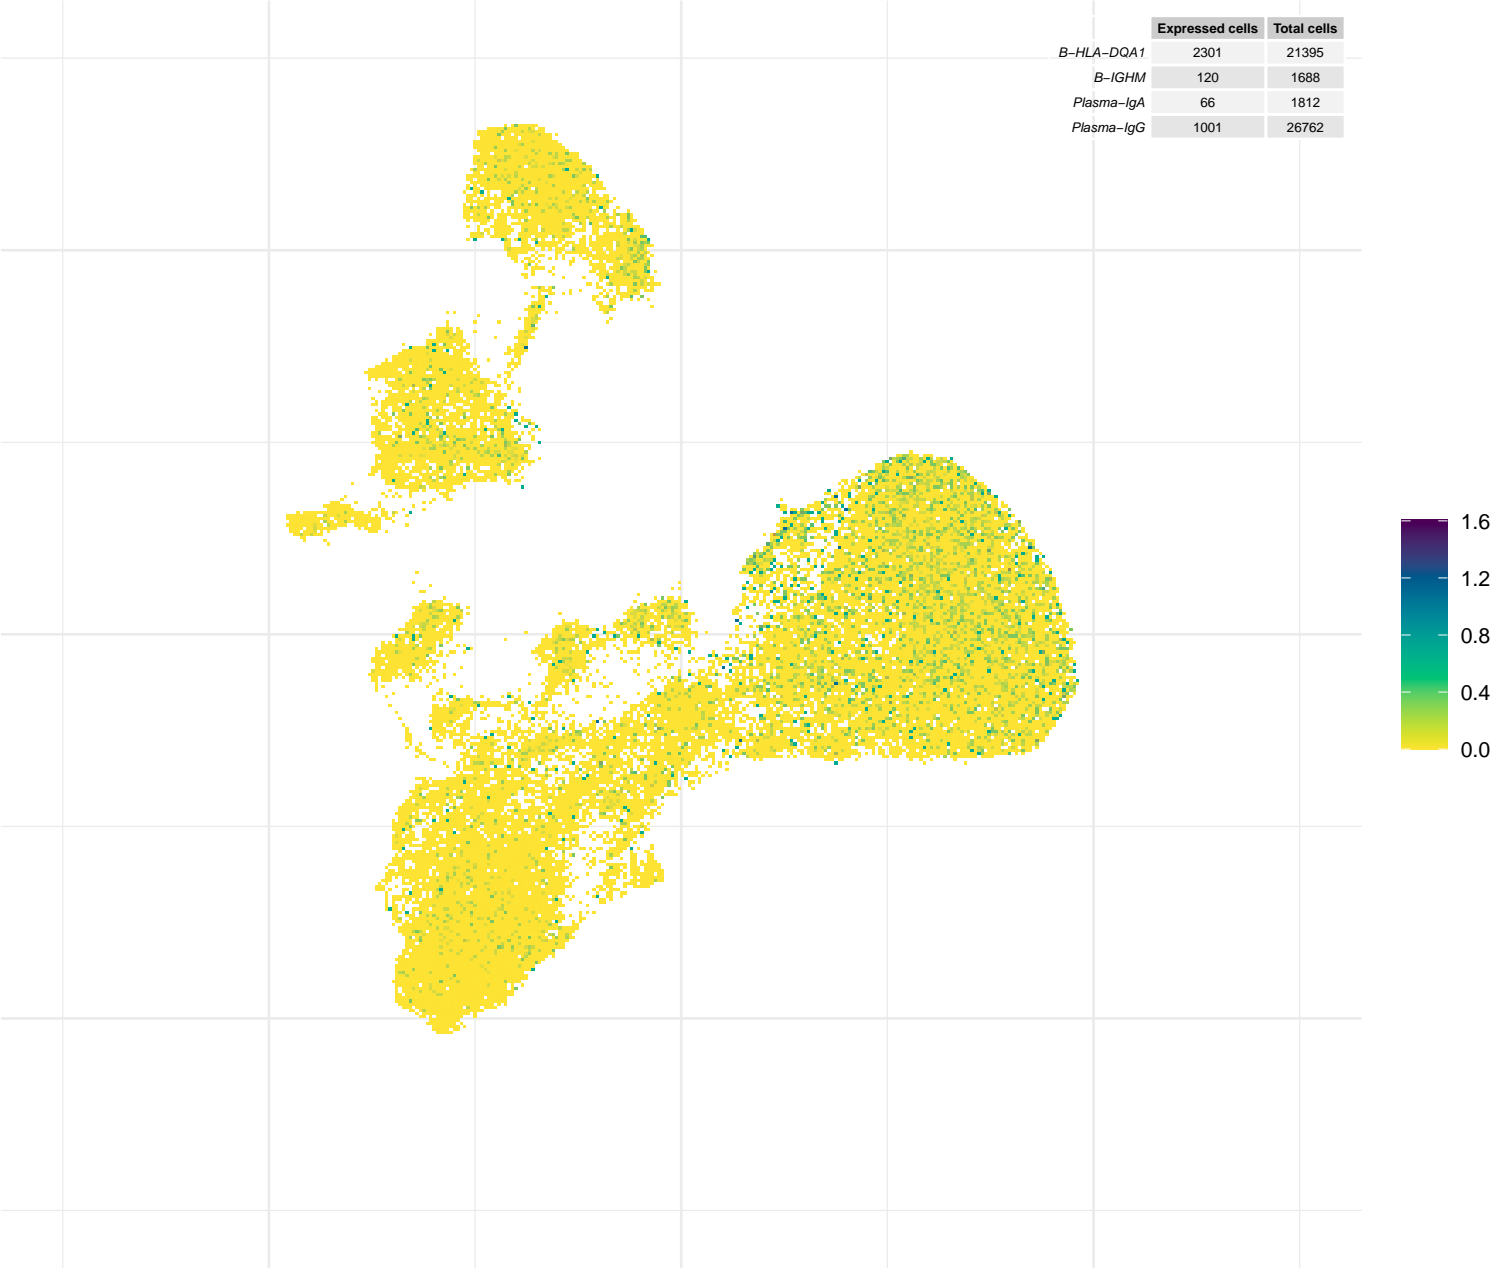 Expressed cells Total cells
B−HLA−DQA1 2301 21395
B−IGHM 120 1688
Plasma−IgA 66 1812
Plasma−IgG 1001 26762
1.6
1.2
0.8
0.4
0.0